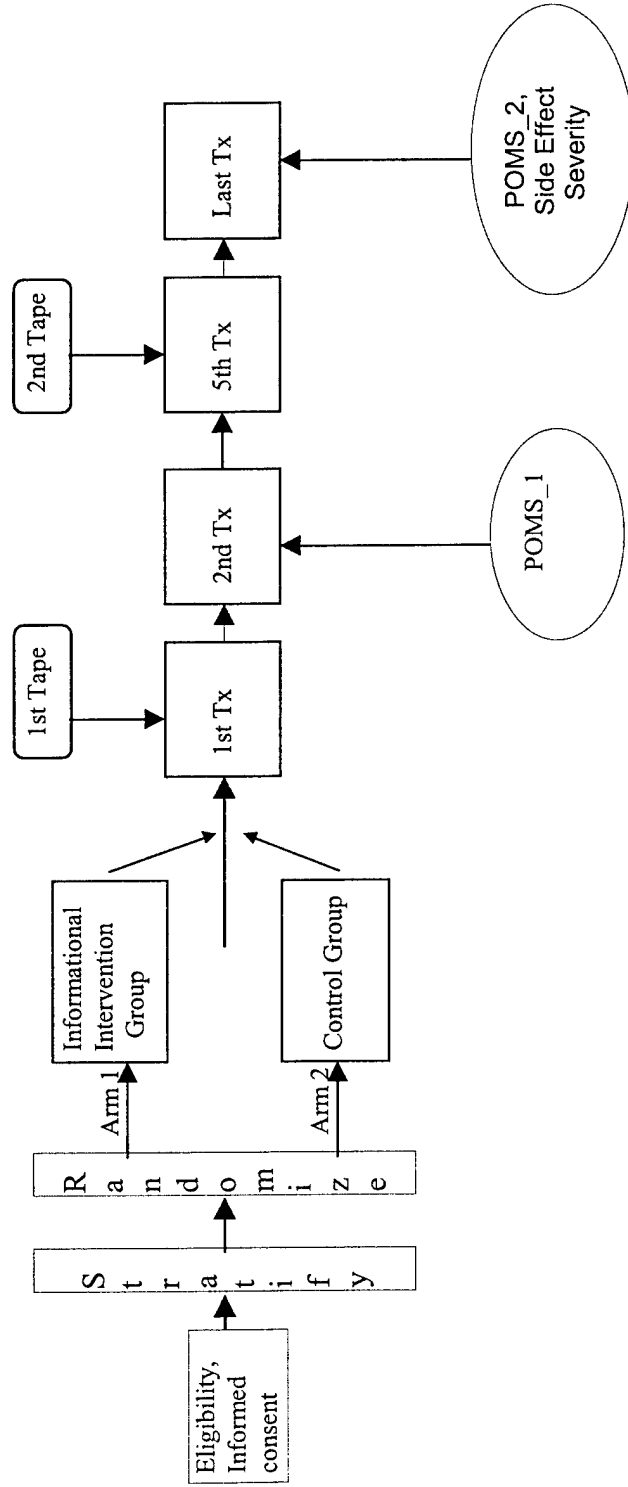 Eligibility,
Informed
consent
Stratify
Randomize
Arm 1
Informational
Intervention
Group
Arm 2
Control Group
1st Tape
1st Tx
2nd Tx
POMS_1
2nd Tape
5th Tx
Last Tx
POMS_2,
Side Effect
Severity